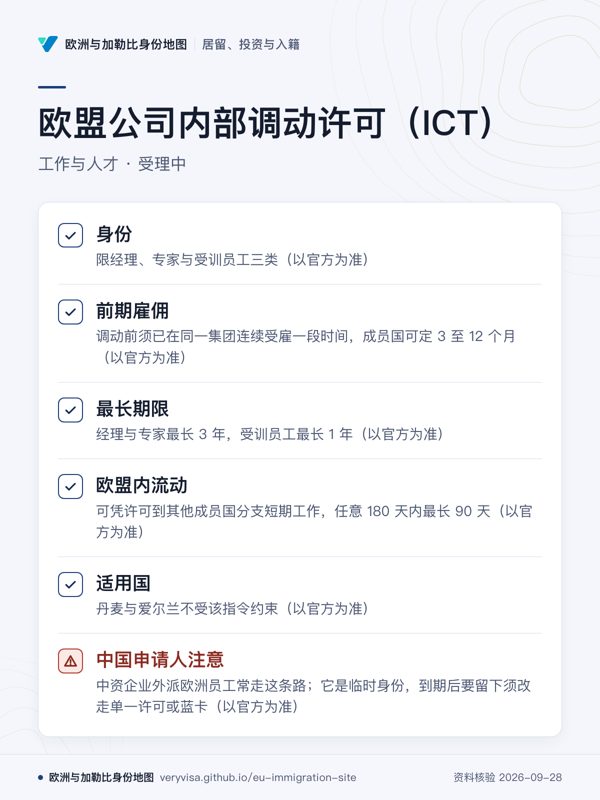 欧洲与加勒比身份地图 居留、投资与入籍
欧盟公司内部调动许可（ICT）
工作与人才 · 受理中
身份
限经理、专家与受训员工三类（以官方为准）
前期雇佣
调动前须已在同一集团连续受雇一段时间，成员国可定 3 至 12 个月
（以官方为准）
最长期限
经理与专家最长 3 年，受训员工最长 1 年（以官方为准）
欧盟内流动
可凭许可到其他成员国分支短期工作，任意 180 天内最长 90 天（以官
方为准）
适用国
丹麦与爱尔兰不受该指令约束（以官方为准）
中国申请人注意
中资企业外派欧洲员工常走这条路；它是临时身份，到期后要留下须改
走单一许可或蓝卡（以官方为准）
欧洲与加勒比身份地图 veryvisa.github.io/eu-immigration-site 资料核验 2026-09-28